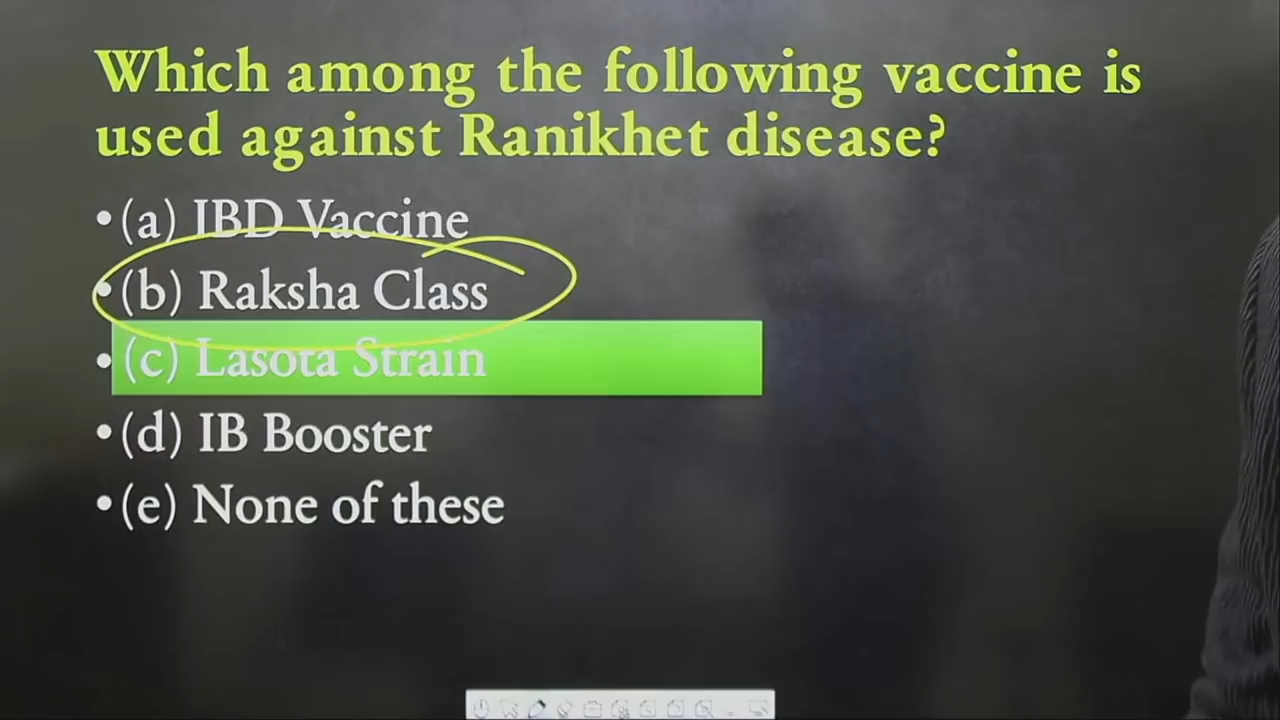 Which among the following vaccine is
used against Ranikhet disease?
•(a) IBD Vaccine
•(b) Raksha Class
•(c) Lasota Strain
•(d) IB Booster
•(e) None of these